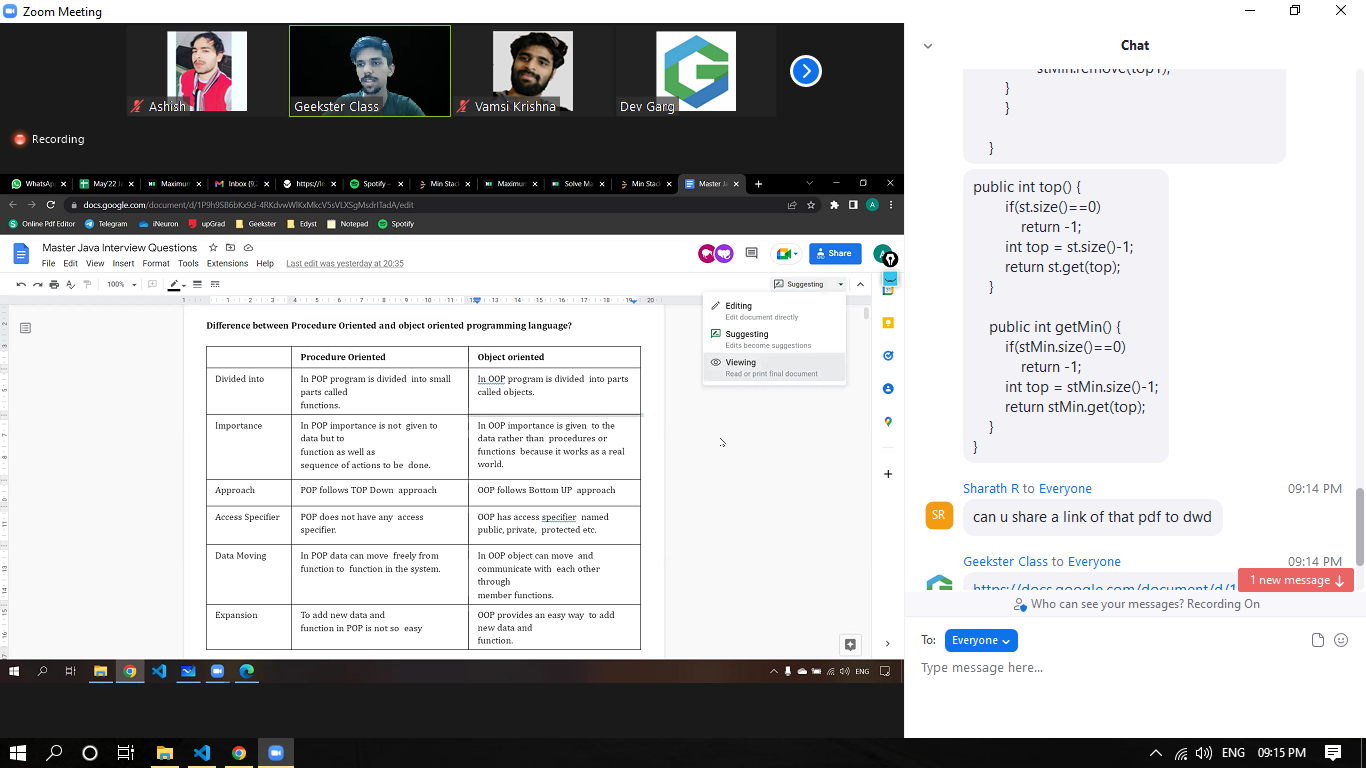 Zoom Meeting
Ashish
Geekster Class
Vamsi Krishna
Dev Garg
Recording
WhatsAp
May'22 Ja
Maximum
Inbox (9,
https://le
Spotify –
Min Stac
Maximum
Solve Ma
Min Stac
Master Ja
docs.google.com/document/d/
/edit
Online Pdf Editor
Telegram
iNeuron
upGrad
Geekster
Edyst
Notepad
Spotify
Master Java Interview Questions
File Edit View Insert Format Tools Extensions Help Last edit was yesterday at 20:35
Share
A
100%
Suggesting
Editing
Edit document directly
Suggesting
Edits become suggestions
Viewing
Read or print final document
Difference between Procedure Oriented and object oriented programming language?
Procedure Oriented
Object oriented
Divided into
In POP program is divided into small
parts called
functions.
In OOP program is divided into parts
called objects.
Importance
In POP importance is not given to
data but to
function as well as
sequence of actions to be done.
In OOP importance is given to the
data rather than procedures or
functions because it works as a real
world.
Approach
POP follows TOP Down approach
OOP follows Bottom UP approach
Access Specifier
POP does not have any access
specifier.
OOP has access specifier named
public, private, protected etc.
Data Moving
In POP data can move freely from
function to function in the system.
In OOP object can move and
communicate with each other
through
member functions.
Expansion
To add new data and
function in POP is not so easy
OOP provides an easy way to add
new data and
function.
ENG
Chat
stMin.remove(top1);
}
}
}
public int top() {
if(st.size()==0)
return -1;
int top = st.size()-1;
return st.get(top);
}
public int getMin() {
if(stMin.size()==0)
return -1;
int top = stMin.size()-1;
return stMin.get(top);
}
}
Sharath R to Everyone 09:14 PM
SR
can u share a link of that pdf to dwd
Geekster Class to Everyone 09:14 PM
https://docs.google.com/document/d/1
1 new message
Who can see your messages? Recording On
To: Everyone
Type message here...
ENG 09:15 PM